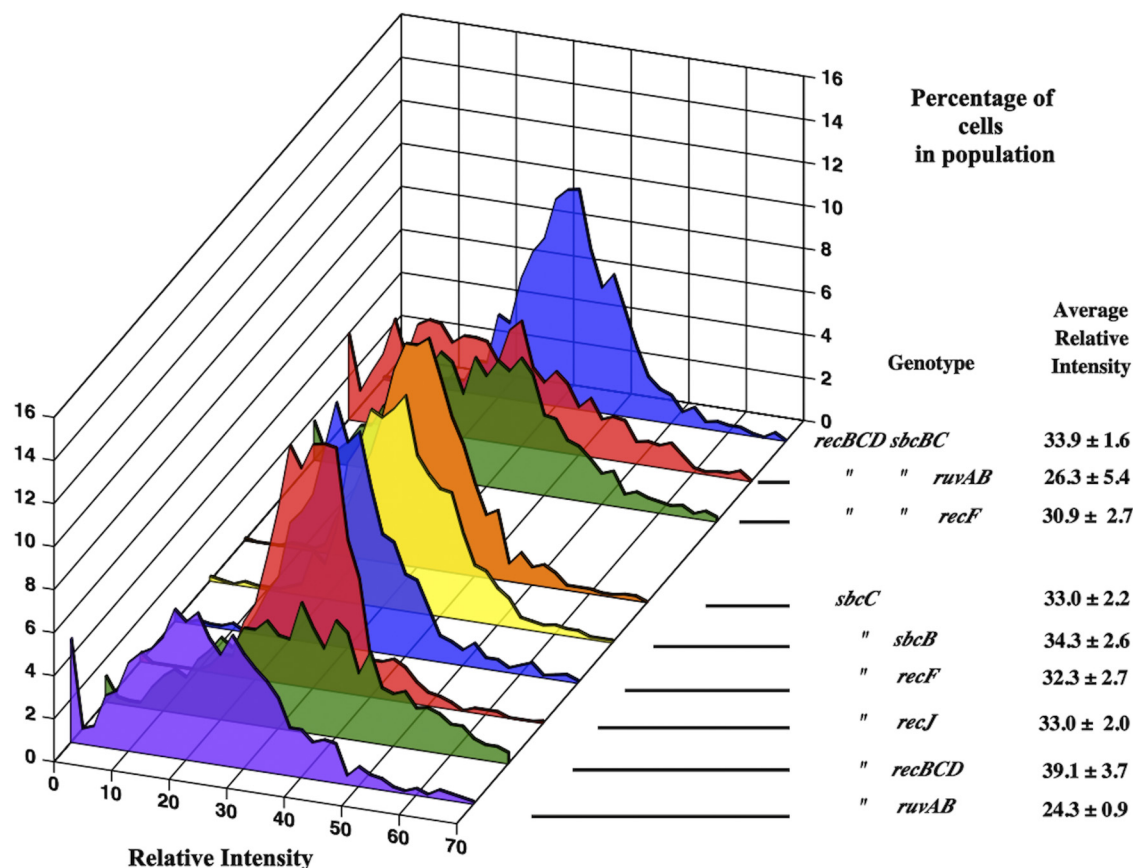 16
14
12
10
8
6
4
2
0
Percentage of
cells
in population
Average
Relative
Intensity
Genotype
recBCD sbcBC 33.9 ± 1.6
" " ruvAB 26.3 ± 5.4
" " recF 30.9 ± 2.7
sbcC 33.0 ± 2.2
" sbcB 34.3 ± 2.6
" recF 32.3 ± 2.7
" recJ 33.0 ± 2.0
" recBCD 39.1 ± 3.7
" ruvAB 24.3 ± 0.9
16
14
12
10
8
6
4
2
0
0 10 20 30 40 50 60 70
Relative Intensity